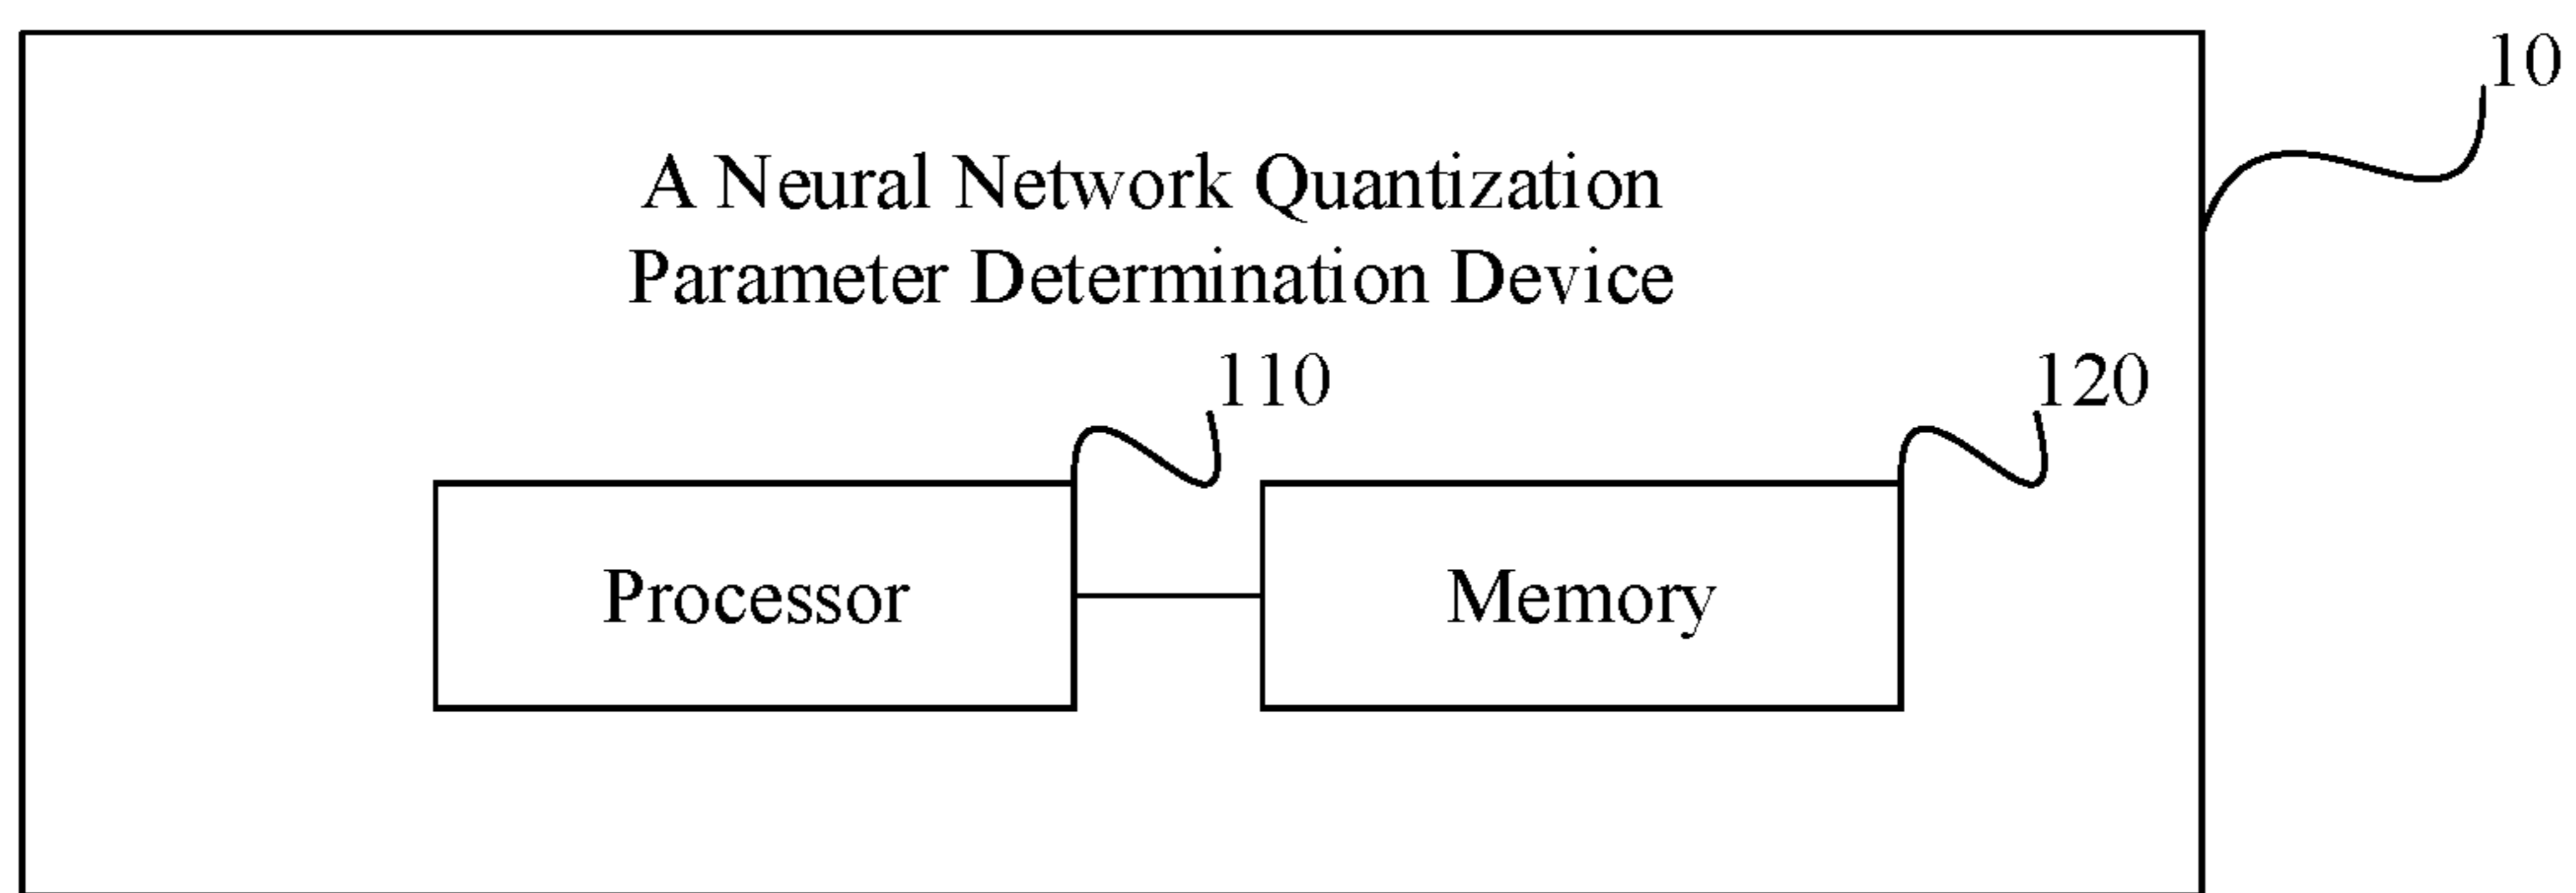 10
A Neural Network Quantization
Parameter Determination Device
110
120
Processor
Memory